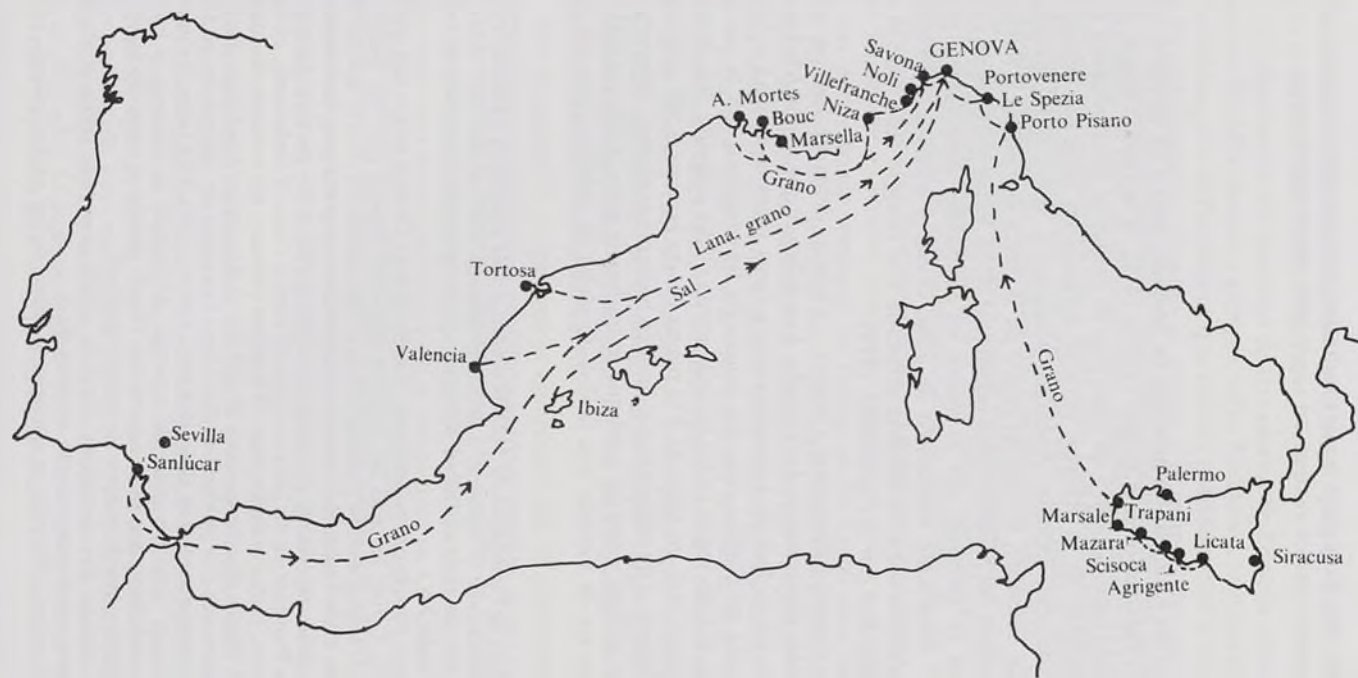 GENOVA
Savona
Noli
Villefranche
Niza
A. Mortes
Bouc
Marsella
Portovenere
Le Spezia
Porto Pisano
Grano
Lana, grano
Sal
Tortosa
Valencia
Ibiza
Sevilla
Sanlúcar
Grano
Grano
Palermo
Trapani
Marsale
Mazara
Scisoca
Agrigente
Licata
Siracusa